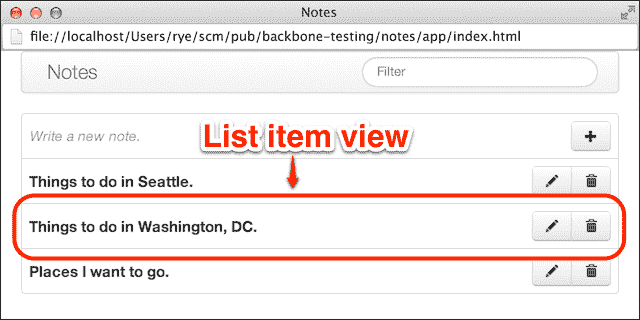 Notes
file://localhost/Users/rye/scm/pub/backbone-testing/notes/app/index.html
Notes
Filter
Write a new note.
List item view
Things to do in Seattle.
Things to do in Washington, DC.
Places I want to go.